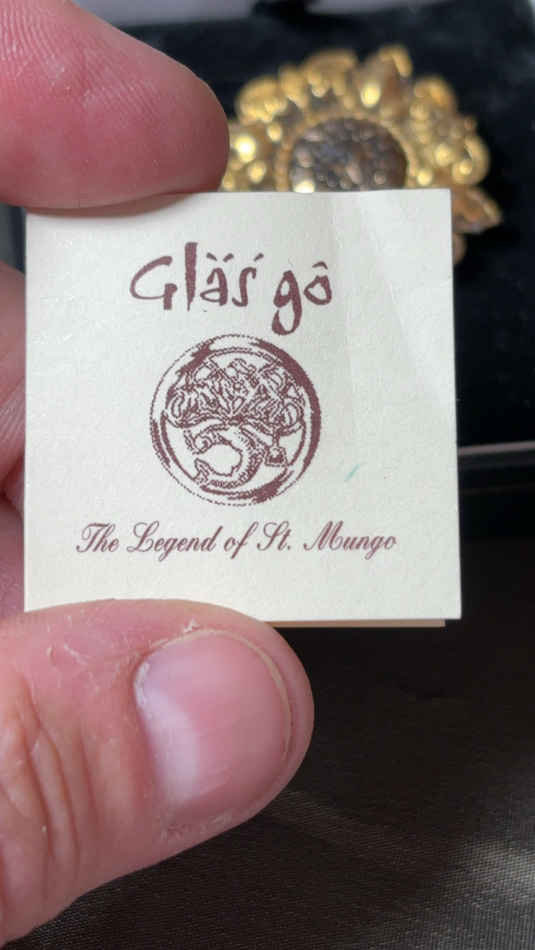 Gläś gô
The Legend of St. Mungo